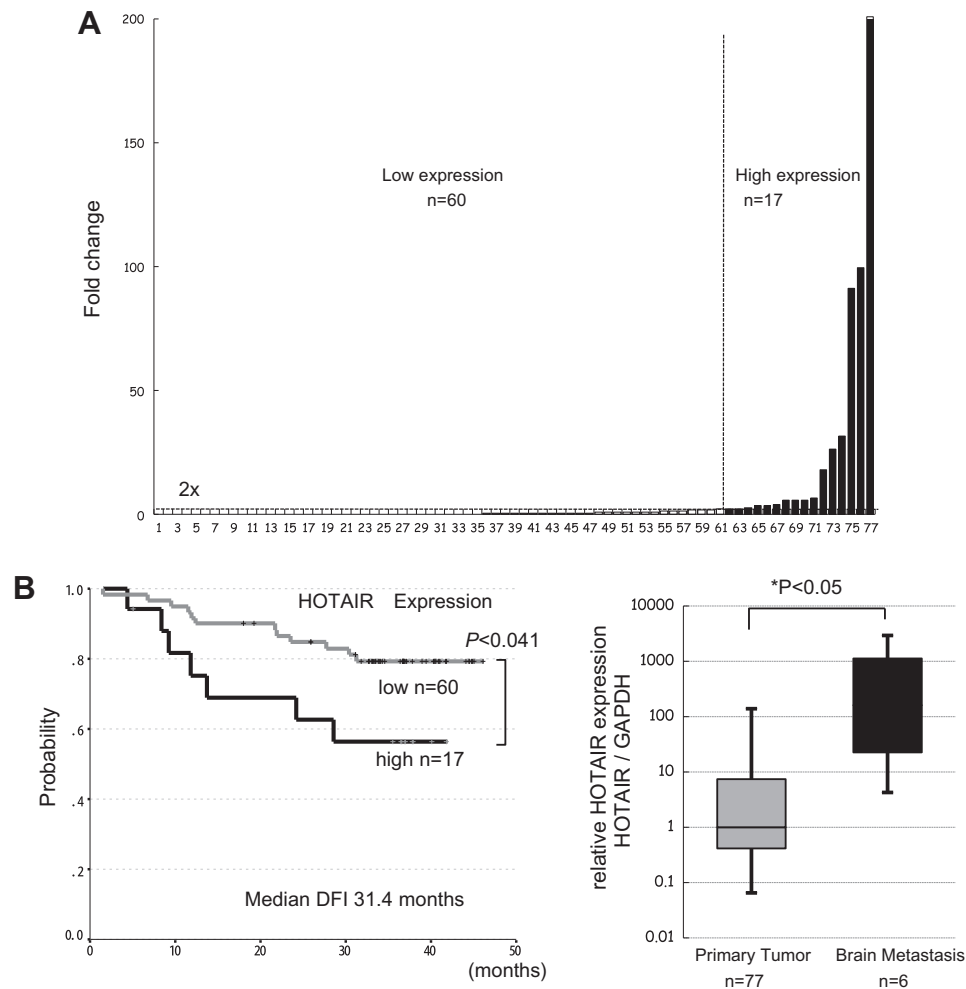 A
200
150
100
50
0
Fold change
Low expression
n=60
High expression
n=17
2x
1 3 5 7 9 11 13 15 17 19 21 23 25 27 29 31 33 35 37 39 41 43 45 47 49 51 53 55 57 59 61 63 65 67 69 71 73 75 77
B
1.0
.8
.6
.4
.2
0.0
Probability
HOTAIR Expression
P<0.041
low n=60
high n=17
Median DFI 31.4 months
0 10 20 30 40 50
(months)
*P<0.05
10000
1000
100
10
1
0.1
0.01
relative HOTAIR expression
HOTAIR / GAPDH
Primary Tumor Brain Metastasis
n=77 n=6